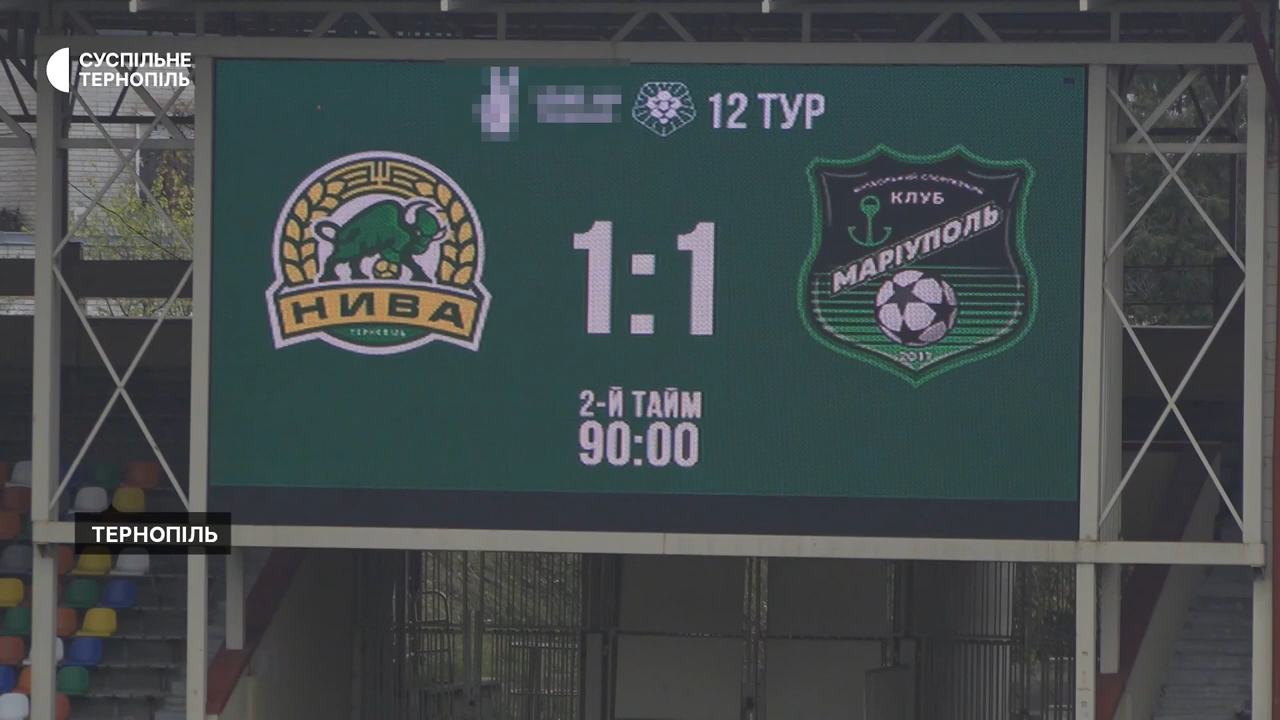 СУСПІЛЬНЕ
ТЕРНОПІЛЬ
12 ТУР
НИВА
ТЕРНОПІЛЬ
1:1
КЛУБ
МАРІУПОЛЬ
2017
2-Й ТАЙМ
90:00
ТЕРНОПІЛЬ